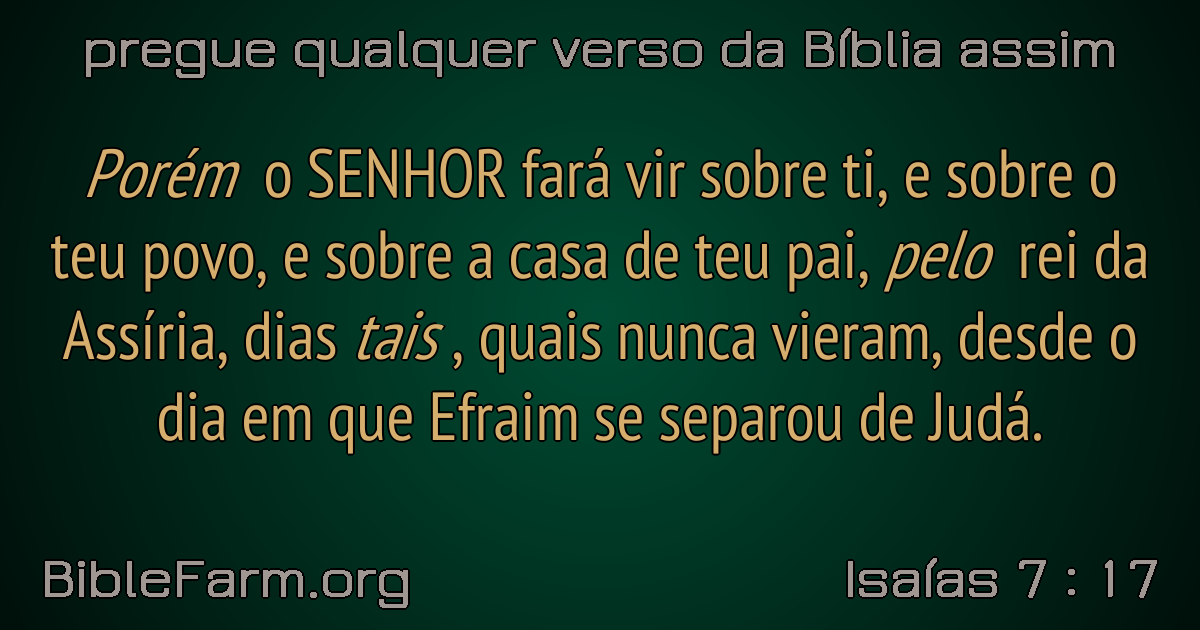 pregue qualquer verso da Bíblia assim
Porém o SENHOR fará vir sobre ti, e sobre o
teu povo, e sobre a casa de teu pai, pelo rei da
Assíria, dias tais , quais nunca vieram, desde o
dia em que Efraim se separou de Judá.
BibleFarm.org
Isaías 7 : 17